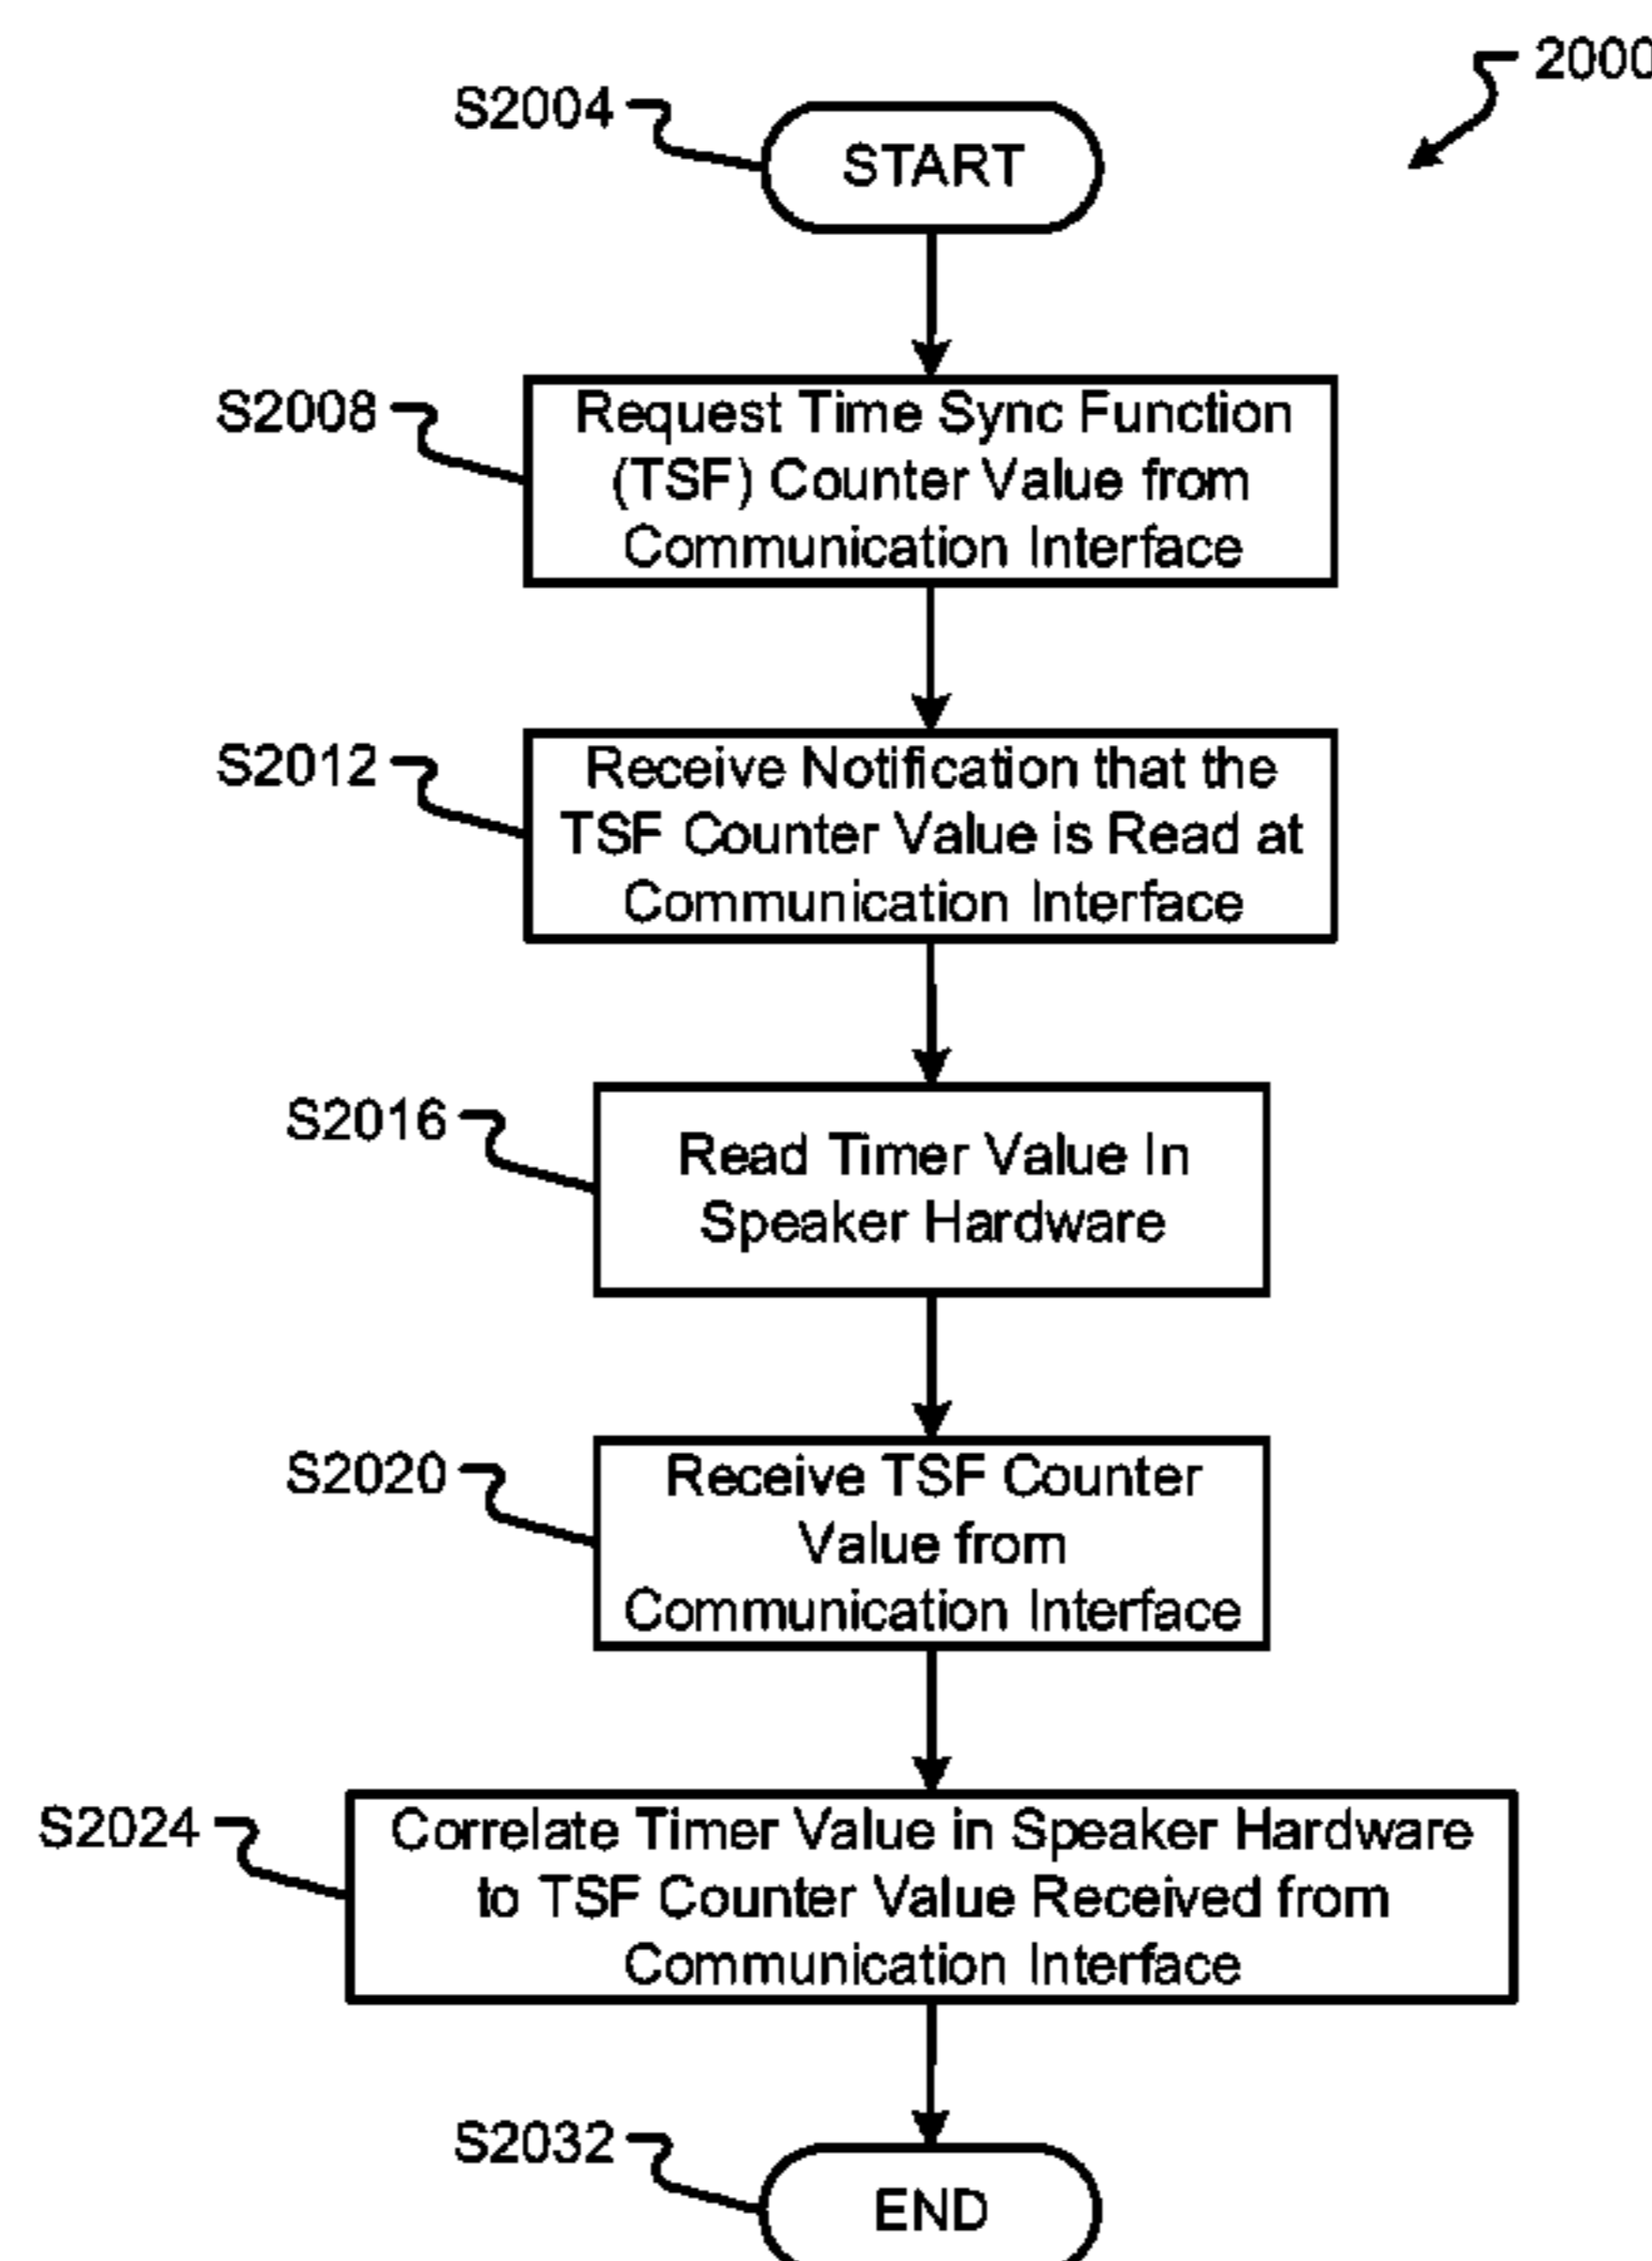 2000
S2004
START
S2008
Request Time Sync Function
(TSF) Counter Value from
Communication Interface
S2012
Receive Notification that the
TSF Counter Value is Read at
Communication Interface
S2016
Read Timer Value In
Speaker Hardware
S2020
Receive TSF Counter
Value from
Communication Interface
S2024
Correlate Timer Value in Speaker Hardware
to TSF Counter Value Received from
Communication Interface
S2032
END